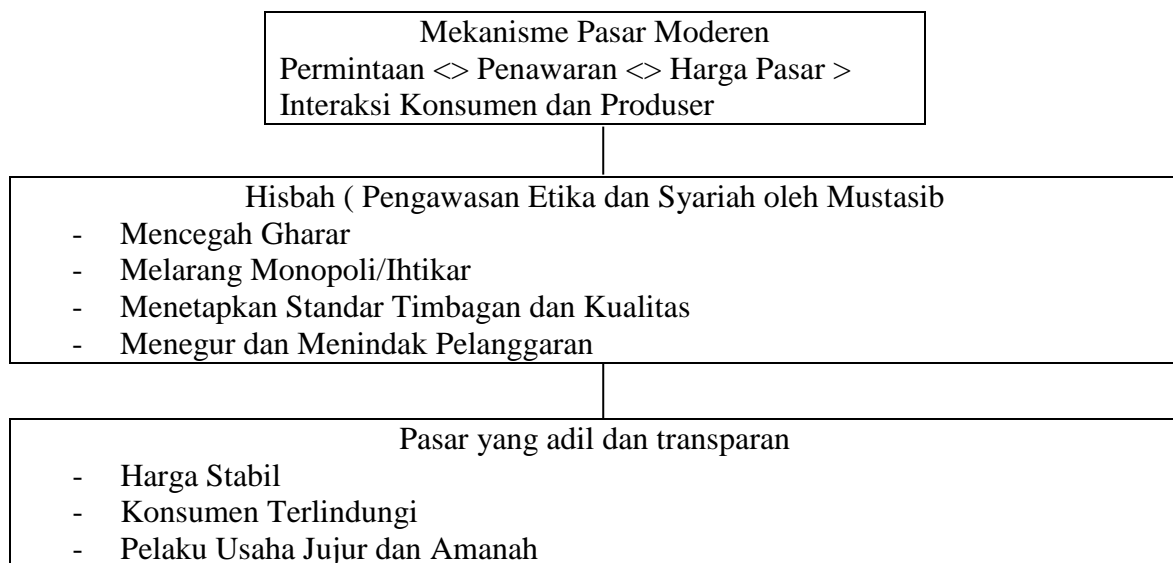 Mekanisme Pasar Moderen
Permintaan <> Penawaran <> Harga Pasar >
Interaksi Konsumen dan Produser
Hisbah ( Pengawasan Etika dan Syariah oleh Mustasib
- Mencegah Gharar
- Melarang Monopoli/Ihtikar
- Menetapkan Standar Timbagan dan Kualitas
- Menegur dan Menindak Pelanggaran
Pasar yang adil dan transparan
- Harga Stabil
- Konsumen Terlindungi
- Pelaku Usaha Jujur dan Amanah